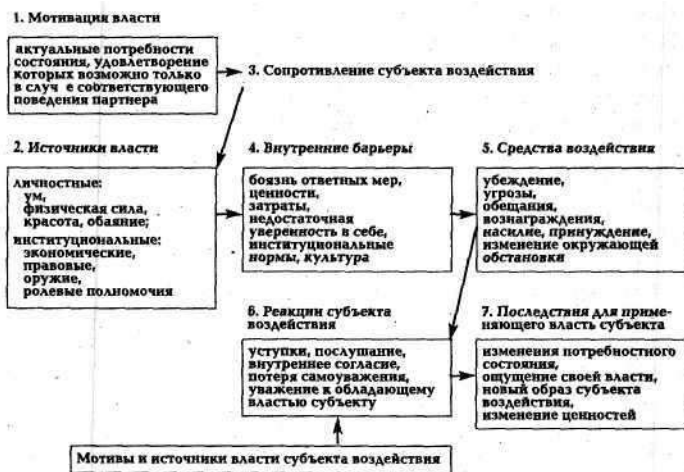 1. Мотивация власти
актуальные потребности
состояния, удовлетворение
которых возможно только
в случ е соответствующего
поведения партнера
3. Сопротивление субъекта воздействия
2. Источники власти
личностные:
ум,
физическая сила,
красота, обаяние;
институциональные:
экономические,
правовые,
оружие,
ролевые полномочия
4. Внутренние барьеры
боязнь ответных мер,
ценности,
затраты,
недостаточная
уверенность в себе,
институциональные
нормы, культура
5. Средства воздействия
убеждение,
угрозы,
обещания,
вознаграждения,
насилие, принуждение,
изменение окружающей
обстановки
6. Реакции субъекта
воздействия
уступки, послушание,
внутреннее согласие,
потеря самоуважения,
уважение к обладающему
властью субъекту
7. Последствия для приме-
няющего власть субъекта
изменения потребностного
состояния,
ощущение своей власти,
новый образ субъекта
воздействия,
изменение ценностей
Мотивы и источники власти субъекта воздействия